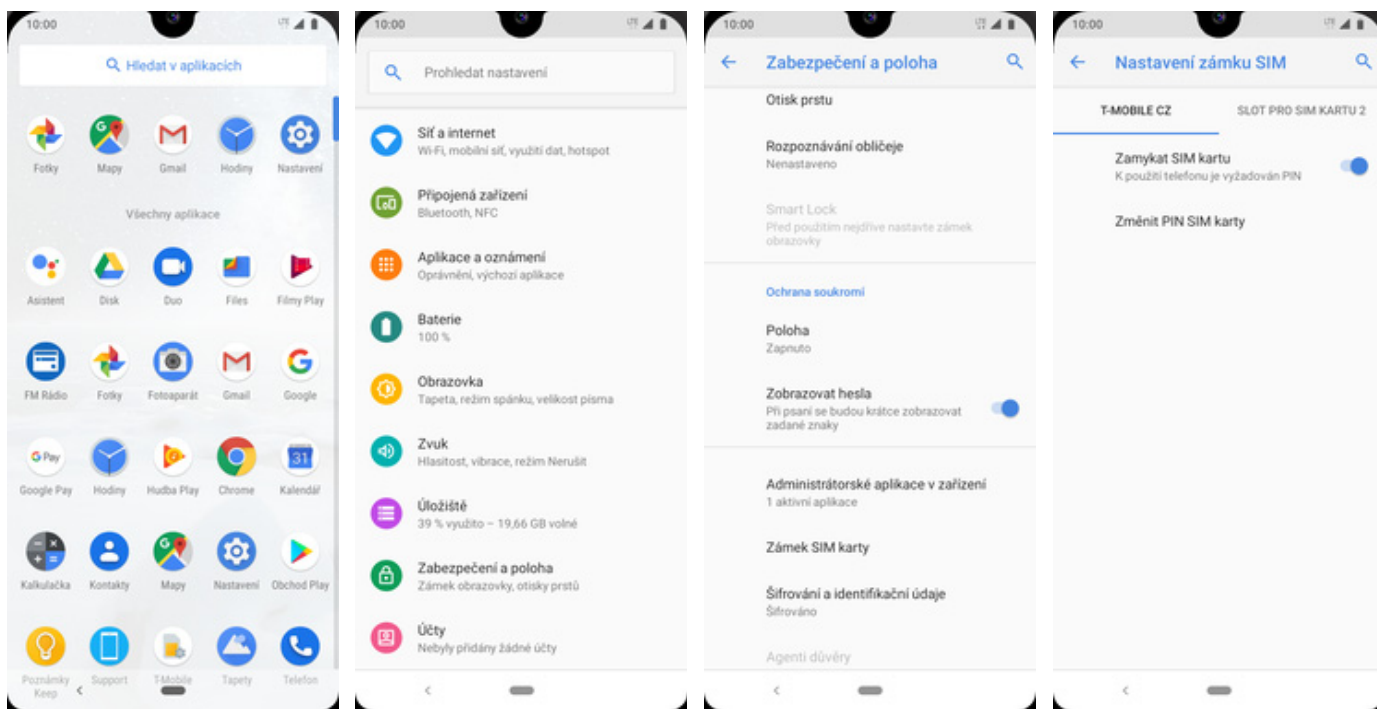 10:00
LTE
Hledat v aplikacích
Fotky
Mapy
Gmail
Hodiny
Nastavení
Všechny aplikace
Asistent
Disk
Duo
Files
Filmy Play
FM Rádio
Fotky
Fotoaparát
Gmail
Google
G Pay
31
Google Pay
Hodiny
Hudba Play
Chrome
Kalendář
Kalkulačka
Kontakty
Mapy
Nastavení
Obchod Play
Poznámky Keep
Support
T-Mobile
Tapety
Telefon
10:00
LTE
Prohledat nastavení
Síť a internet
Wi-Fi, mobilní síť, využití dat, hotspot
Připojená zařízení
Bluetooth, NFC
Aplikace a oznámení
Oprávnění, výchozí aplikace
Baterie
100 %
Obrazovka
Tapeta, režim spánku, velikost písma
Zvuk
Hlasitost, vibrace, režim Nerušit
Úložiště
39 % využito – 19,66 GB volné
Zabezpečení a poloha
Zámek obrazovky, otisky prstů
Účty
Nebyly přidány žádné účty
10:00
LTE
Zabezpečení a poloha
Otisk prstu
Rozpoznávání obličeje
Nenastaveno
Smart Lock
Před použitím nejdříve nastavte zámek
obrazovky
Ochrana soukromí
Poloha
Zapnuto
Zobrazovat hesla
Při psaní se budou krátce zobrazovat
zadané znaky
Administrátorské aplikace v zařízení
1 aktivní aplikace
Zámek SIM karty
Šifrování a identifikační údaje
Šifrováno
Agenti důvěry
10:00
LTE
Nastavení zámku SIM
T-MOBILE CZ
SLOT PRO SIM KARTU 2
Zamykat SIM kartu
K použití telefonu je vyžadován PIN
Změnit PIN SIM karty